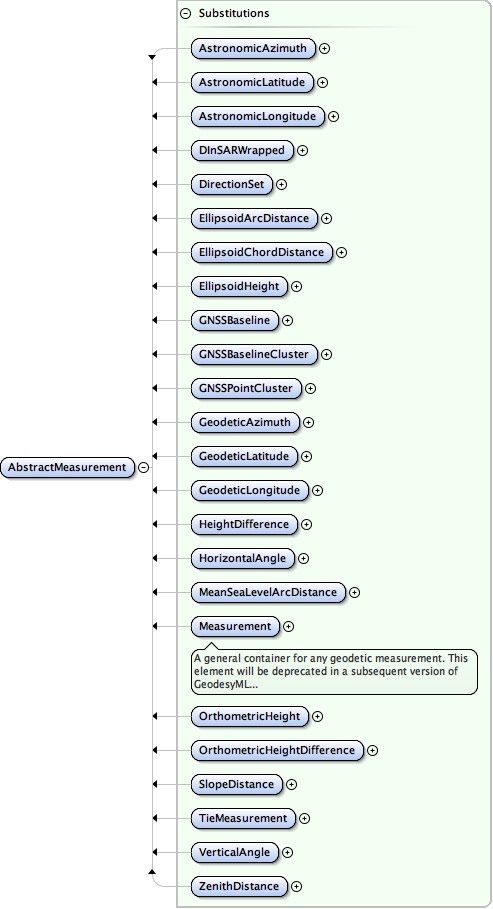 Substitutions
AstronomicAzimuth
AstronomicLatitude
AstronomicLongitude
DInSARWrapped
DirectionSet
EllipsoidArcDistance
EllipsoidChordDistance
EllipsoidHeight
GNSSBaseline
GNSSBaselineCluster
GNSSPointCluster
GeodeticAzimuth
GeodeticLatitude
AbstractMeasurement
GeodeticLongitude
HeightDifference
HorizontalAngle
MeanSeaLevelArcDistance
Measurement
A general container for any geodetic measurement. This
element will be deprecated in a subsequent version of
GeodesyML...
OrthometricHeight
OrthometricHeightDifference
SlopeDistance
TieMeasurement
VerticalAngle
ZenithDistance